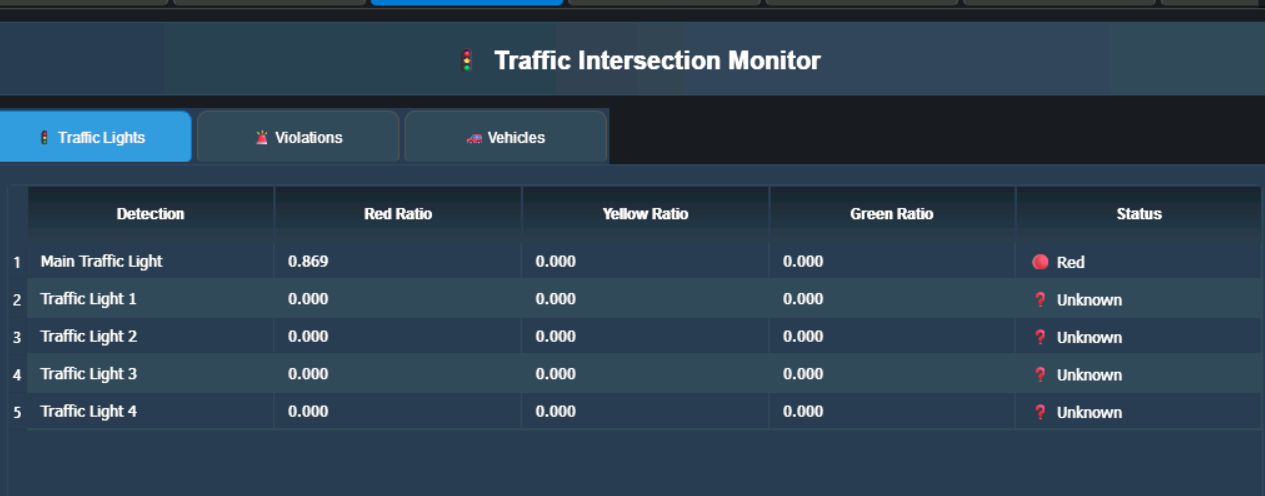 🚦 Traffic Intersection Monitor
🚦 Traffic Lights 🚨 Violations 🚗 Vehicles
Detection Red Ratio Yellow Ratio Green Ratio Status
1 Main Traffic Light 0.869 0.000 0.000 🔴 Red
2 Traffic Light 1 0.000 0.000 0.000 ❓ Unknown
3 Traffic Light 2 0.000 0.000 0.000 ❓ Unknown
4 Traffic Light 3 0.000 0.000 0.000 ❓ Unknown
5 Traffic Light 4 0.000 0.000 0.000 ❓ Unknown